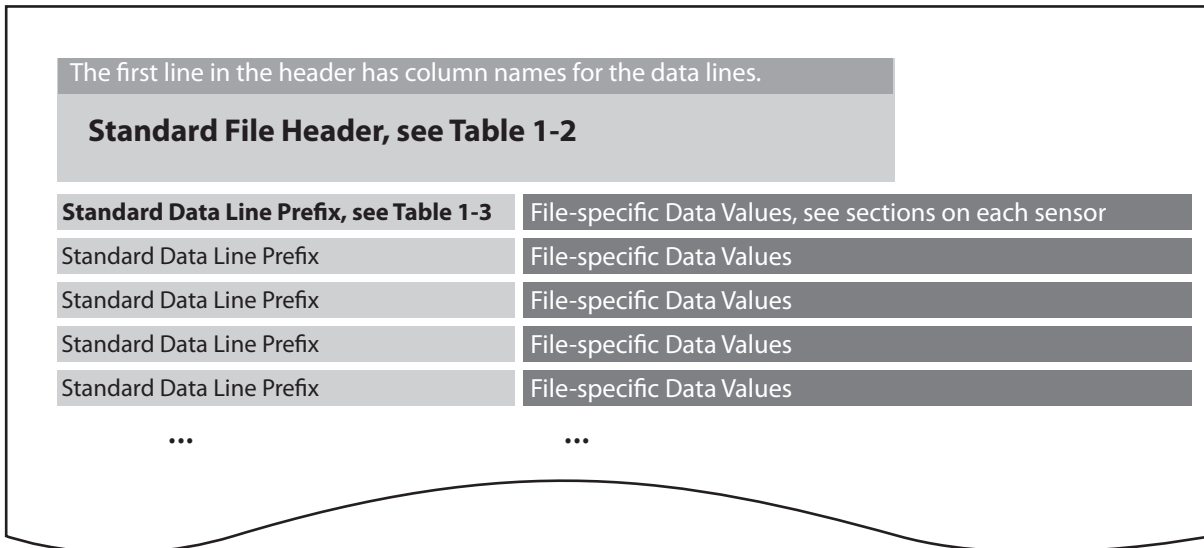 The first line in the header has column names for the data lines.
Standard File Header, see Table 1-2
Standard Data Line Prefix, see Table 1-3 File-specific Data Values, see sections on each sensor
Standard Data Line Prefix File-specific Data Values
Standard Data Line Prefix File-specific Data Values
Standard Data Line Prefix File-specific Data Values
Standard Data Line Prefix File-specific Data Values
... ...